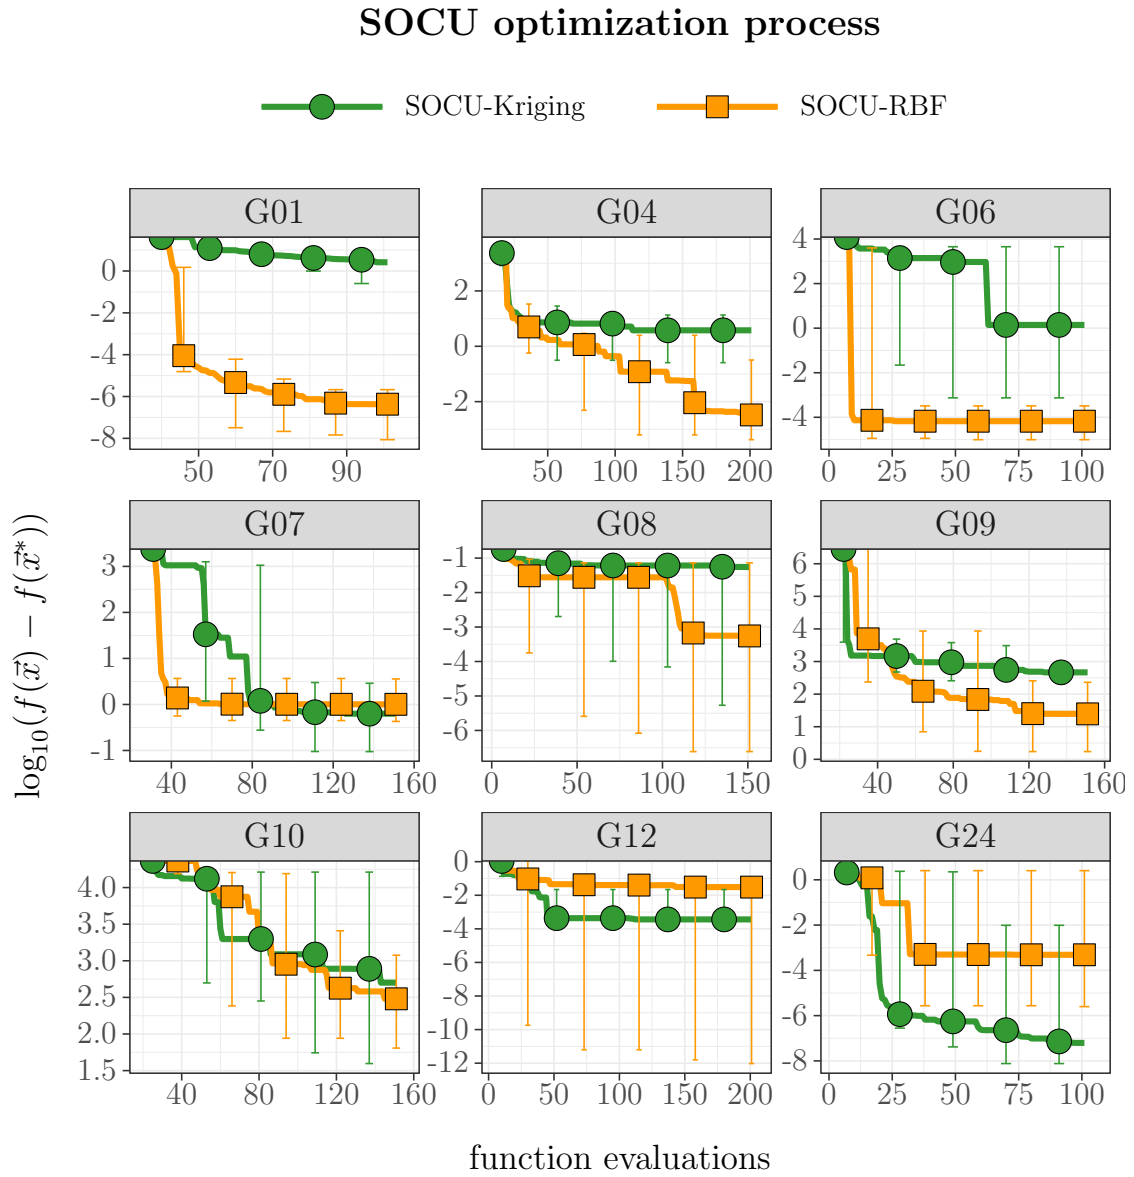 SOCU optimization process
SOCU-Kriging SOCU-RBF
G01 G04 G06
0 -2 -4 -6 -8
50 70 90
2 0 -2
50 100 150 200
4 2 0 -2 -4
0 25 50 75 100
G07 G08 G09
3 2 1 0 -1
40 80 120 160
-1 -2 -3 -4 -5 -6
0 50 100 150
6 5 4 3 2 1 0
40 80 120 160
G10 G12 G24
4.0 3.5 3.0 2.5 2.0 1.5
40 80 120 160
0 -2 -4 -6 -8 -10 -12
0 50 100 150 200
0 -2 -4 -6 -8
0 25 50 75 100
log₁₀(f(x⃗) − f(x⃗*))
function evaluations